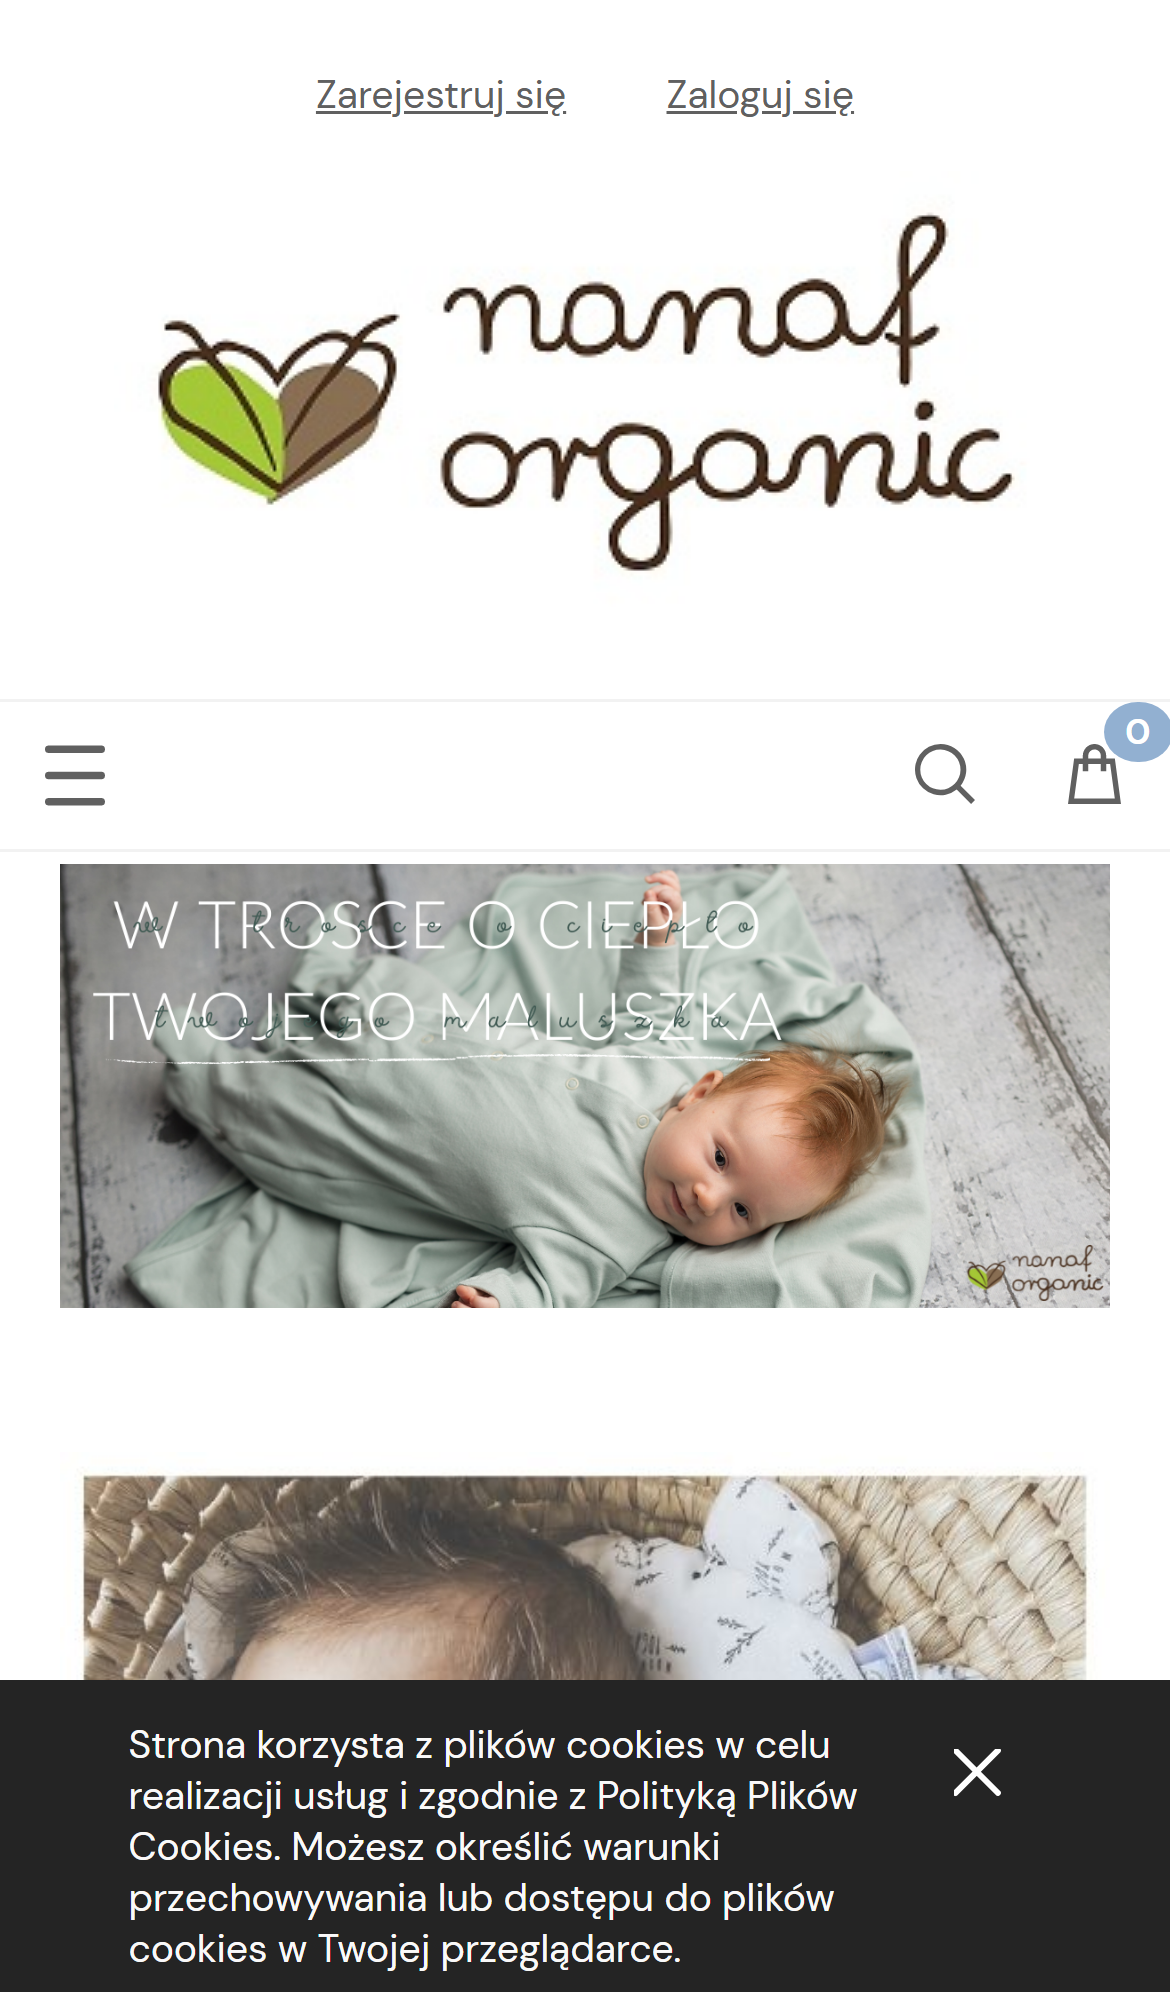 Zarejestruj się Zaloguj się
nanaf
organic
0
W TROSCE O CIEPŁO
w trosce o ciepło
TWOJEGO MALUSZKA
twojego maluszka
nanaf
organic
Strona korzysta z plików cookies w celu
realizacji usług i zgodnie z Polityką Plików
Cookies. Możesz określić warunki
przechowywania lub dostępu do plików
cookies w Twojej przeglądarce.